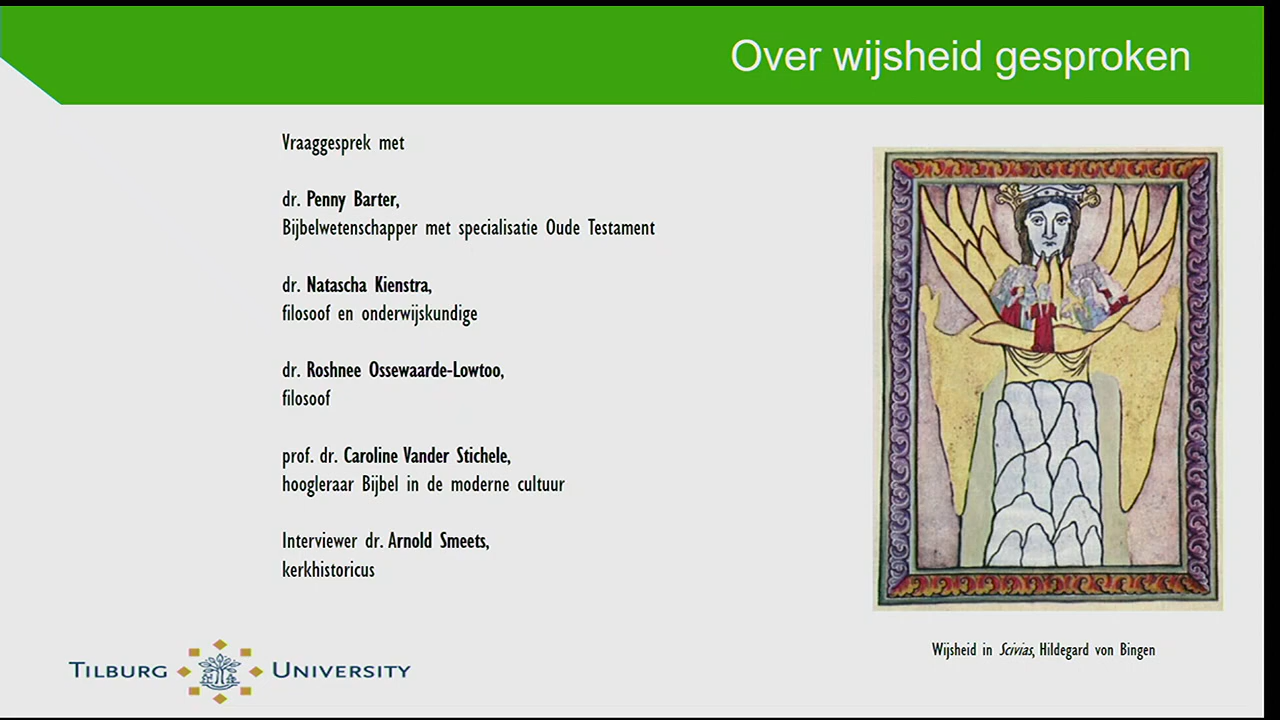 Over wijsheid gesproken
Vraaggesprek met
dr. Penny Barter,
Bijbelwetenschapper met specialisatie Oude Testament
dr. Natascha Kienstra,
filosoof en onderwijskundige
dr. Roshnee Ossewaarde-Lowtoo,
filosoof
prof. dr. Caroline Vander Stichele,
hoogleraar Bijbel in de moderne cultuur
Interviewer dr. Arnold Smeets,
kerkhistoricus
Wijsheid in Scivias, Hildegard von Bingen
TILBURG UNIVERSITY